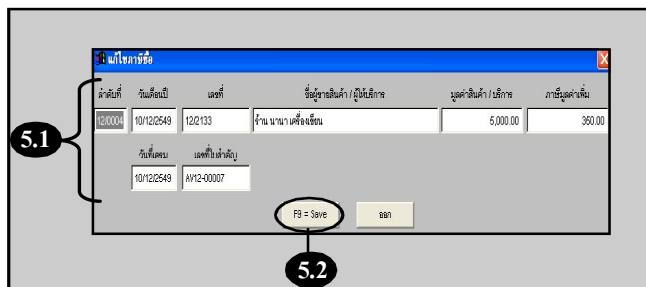 แก้ไขภาษีซื้อ
ลำดับที่ วันเดือนปี เลขที่ ชื่อผู้ขายสินค้า / ผู้ให้บริการ มูลค่าสินค้า / บริการ ภาษีมูลค่าเพิ่ม
12/0004 10/12/2549 12/2133 ร้าน นานา เครื่องเขียน 5,000.00 350.00
5.1
วันที่เครม เลขที่ใบสำคัญ
10/12/2549 AV12-00007
F9 = Save ออก
5.2